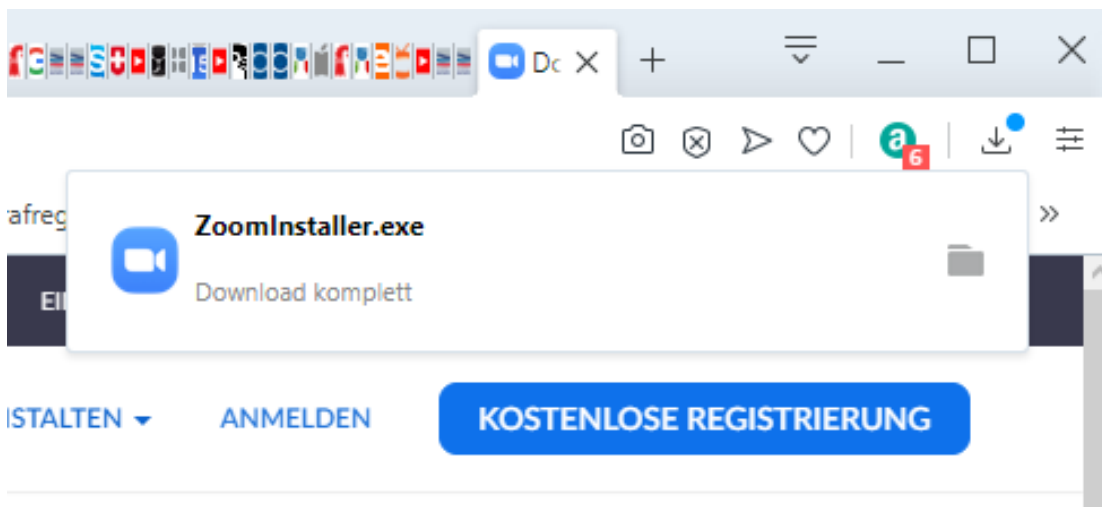 Dc
6
afreg
ZoomInstaller.exe
Download komplett
EI
STALTEN
ANMELDEN
KOSTENLOSE REGISTRIERUNG